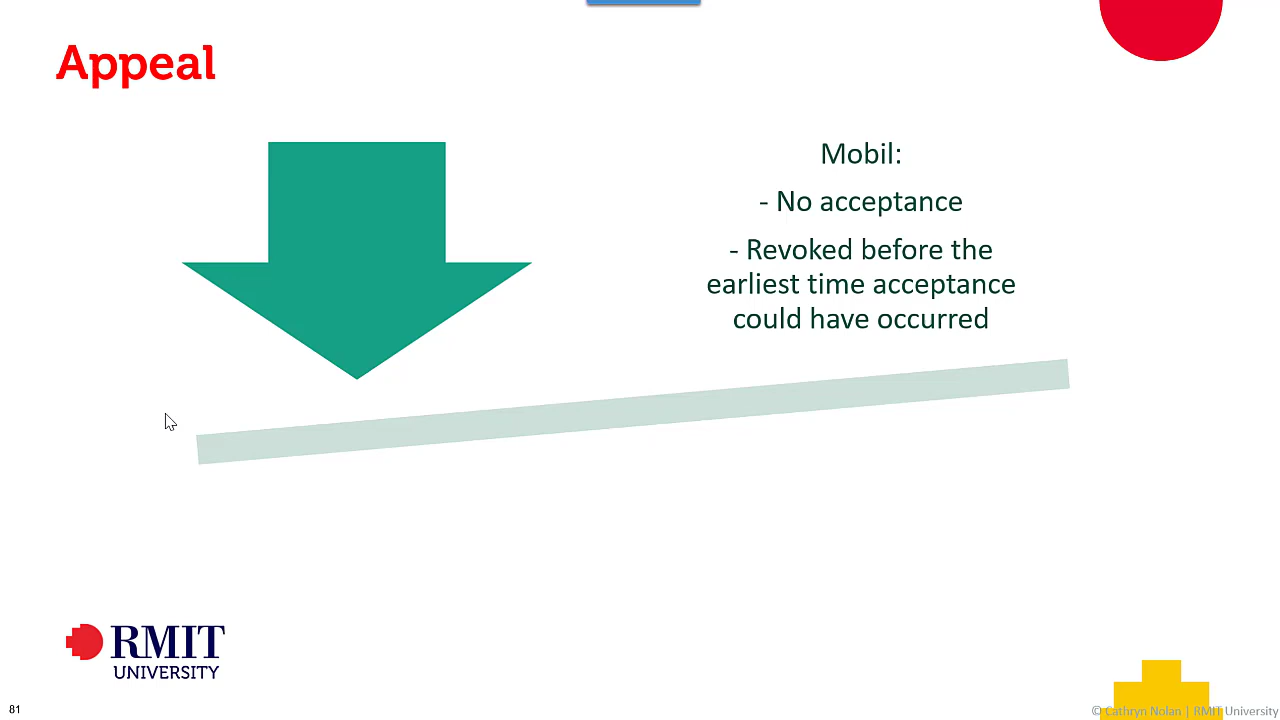 Appeal
Mobil:
- No acceptance
- Revoked before the
earliest time acceptance
could have occurred
RMIT
UNIVERSITY
81
© Cathryn Nolan | RMIT University